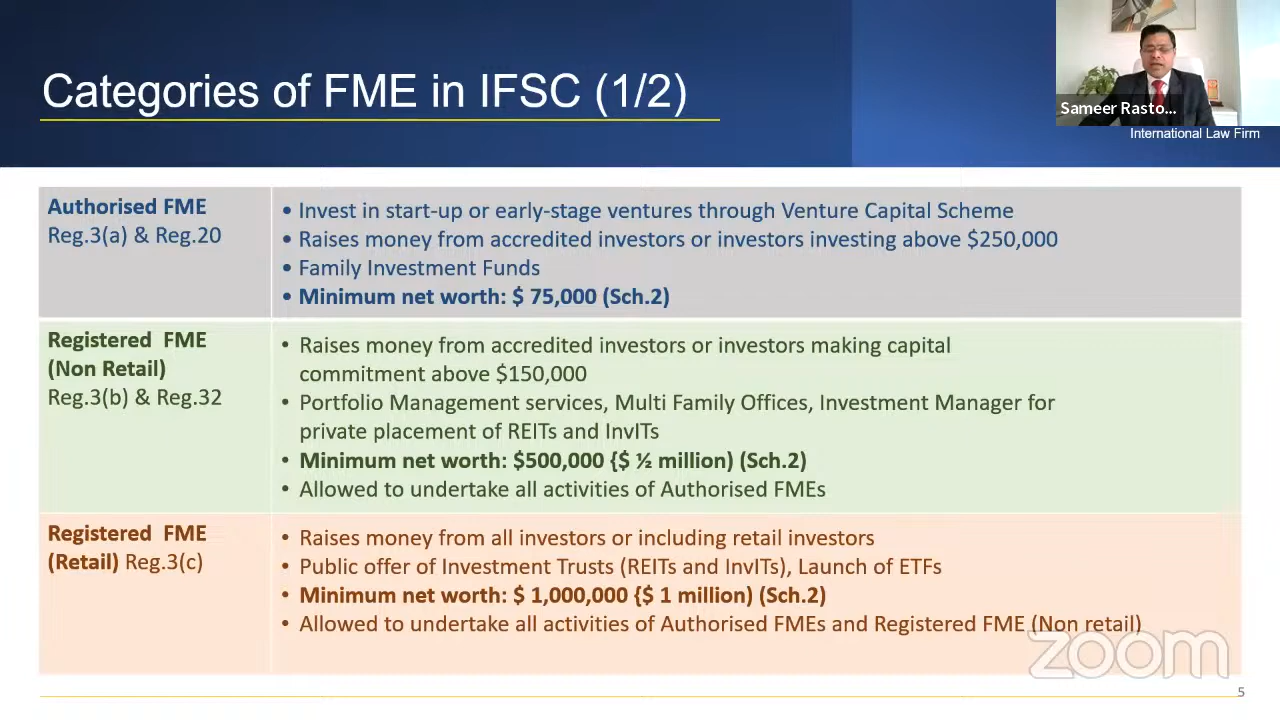 Categories of FME in IFSC (1/2)
Sameer Rasto...
International Law Firm
Authorised FME
Reg.3(a) & Reg.20
• Invest in start-up or early-stage ventures through Venture Capital Scheme
• Raises money from accredited investors or investors investing above $250,000
• Family Investment Funds
• Minimum net worth: $ 75,000 (Sch.2)
Registered FME
(Non Retail)
Reg.3(b) & Reg.32
• Raises money from accredited investors or investors making capital
commitment above $150,000
• Portfolio Management services, Multi Family Offices, Investment Manager for
private placement of REITs and InvITs
• Minimum net worth: $500,000 {$ ½ million) (Sch.2)
• Allowed to undertake all activities of Authorised FMEs
Registered FME
(Retail) Reg.3(c)
• Raises money from all investors or including retail investors
• Public offer of Investment Trusts (REITs and InvITs), Launch of ETFs
• Minimum net worth: $ 1,000,000 {$ 1 million) (Sch.2)
• Allowed to undertake all activities of Authorised FMEs and Registered FME (Non retail)
zoom
5